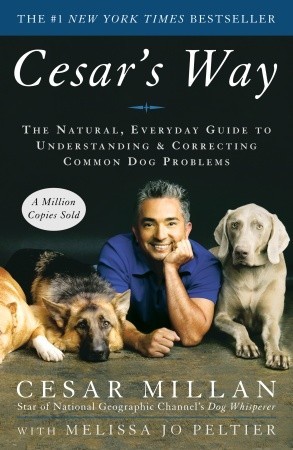 THE #1 NEW YORK TIMES BESTSELLER
Cesar's Way
THE NATURAL, EVERYDAY GUIDE TO
UNDERSTANDING & CORRECTING
COMMON DOG PROBLEMS
A Million
Copies Sold
CESAR MILLAN
Star of National Geographic Channel's Dog Whisperer
WITH MELISSA JO PELTIER